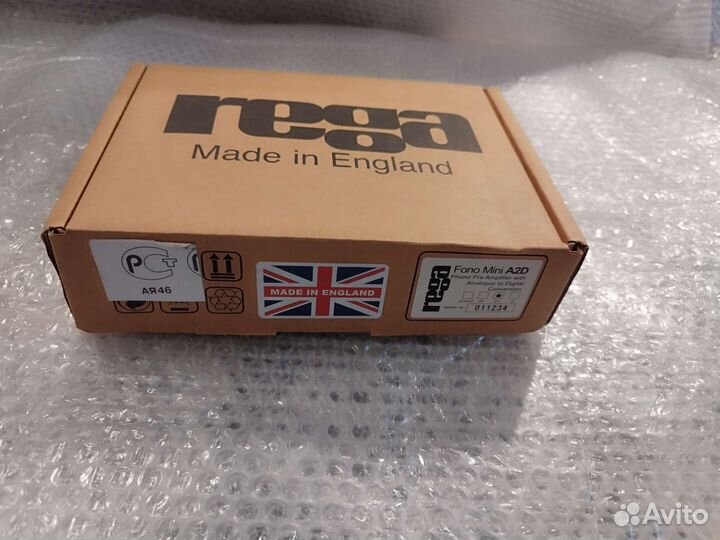 rega
Made in England
РСТ
АЯ46
MADE IN ENGLAND
rega
Fono Mini A2D
Phono Pre Amplifier with
Analogue to Digital
Conversion
011234
Avito